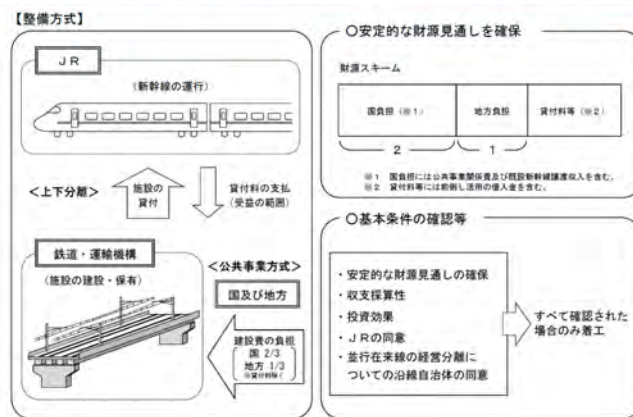 【整備方式】
JR
(新幹線の運行)
<上下分離>
施設の
貸付
貸付料の支払
(受益の範囲)
鉄道・運輸機構
(施設の建設・保有)
<公共事業方式>
国及び地方
建設費の負担
国 2/3
地方 1/3
※貸付料除く
○安定的な財源見通しを確保
財源スキーム
国負担(※1)
地方負担
貸付料等(※2)
2
1
※1 国負担には公共事業関係費及び既設新幹線譲渡収入を含む。
※2 貸付料等には前倒し活用の借入金を含む。
○基本条件の確認等
・安定的な財源見通しの確保
・収支採算性
・投資効果
・JRの同意
・並行在来線の経営分離に
ついての沿線自治体の同意
すべて確認された
場合のみ着工